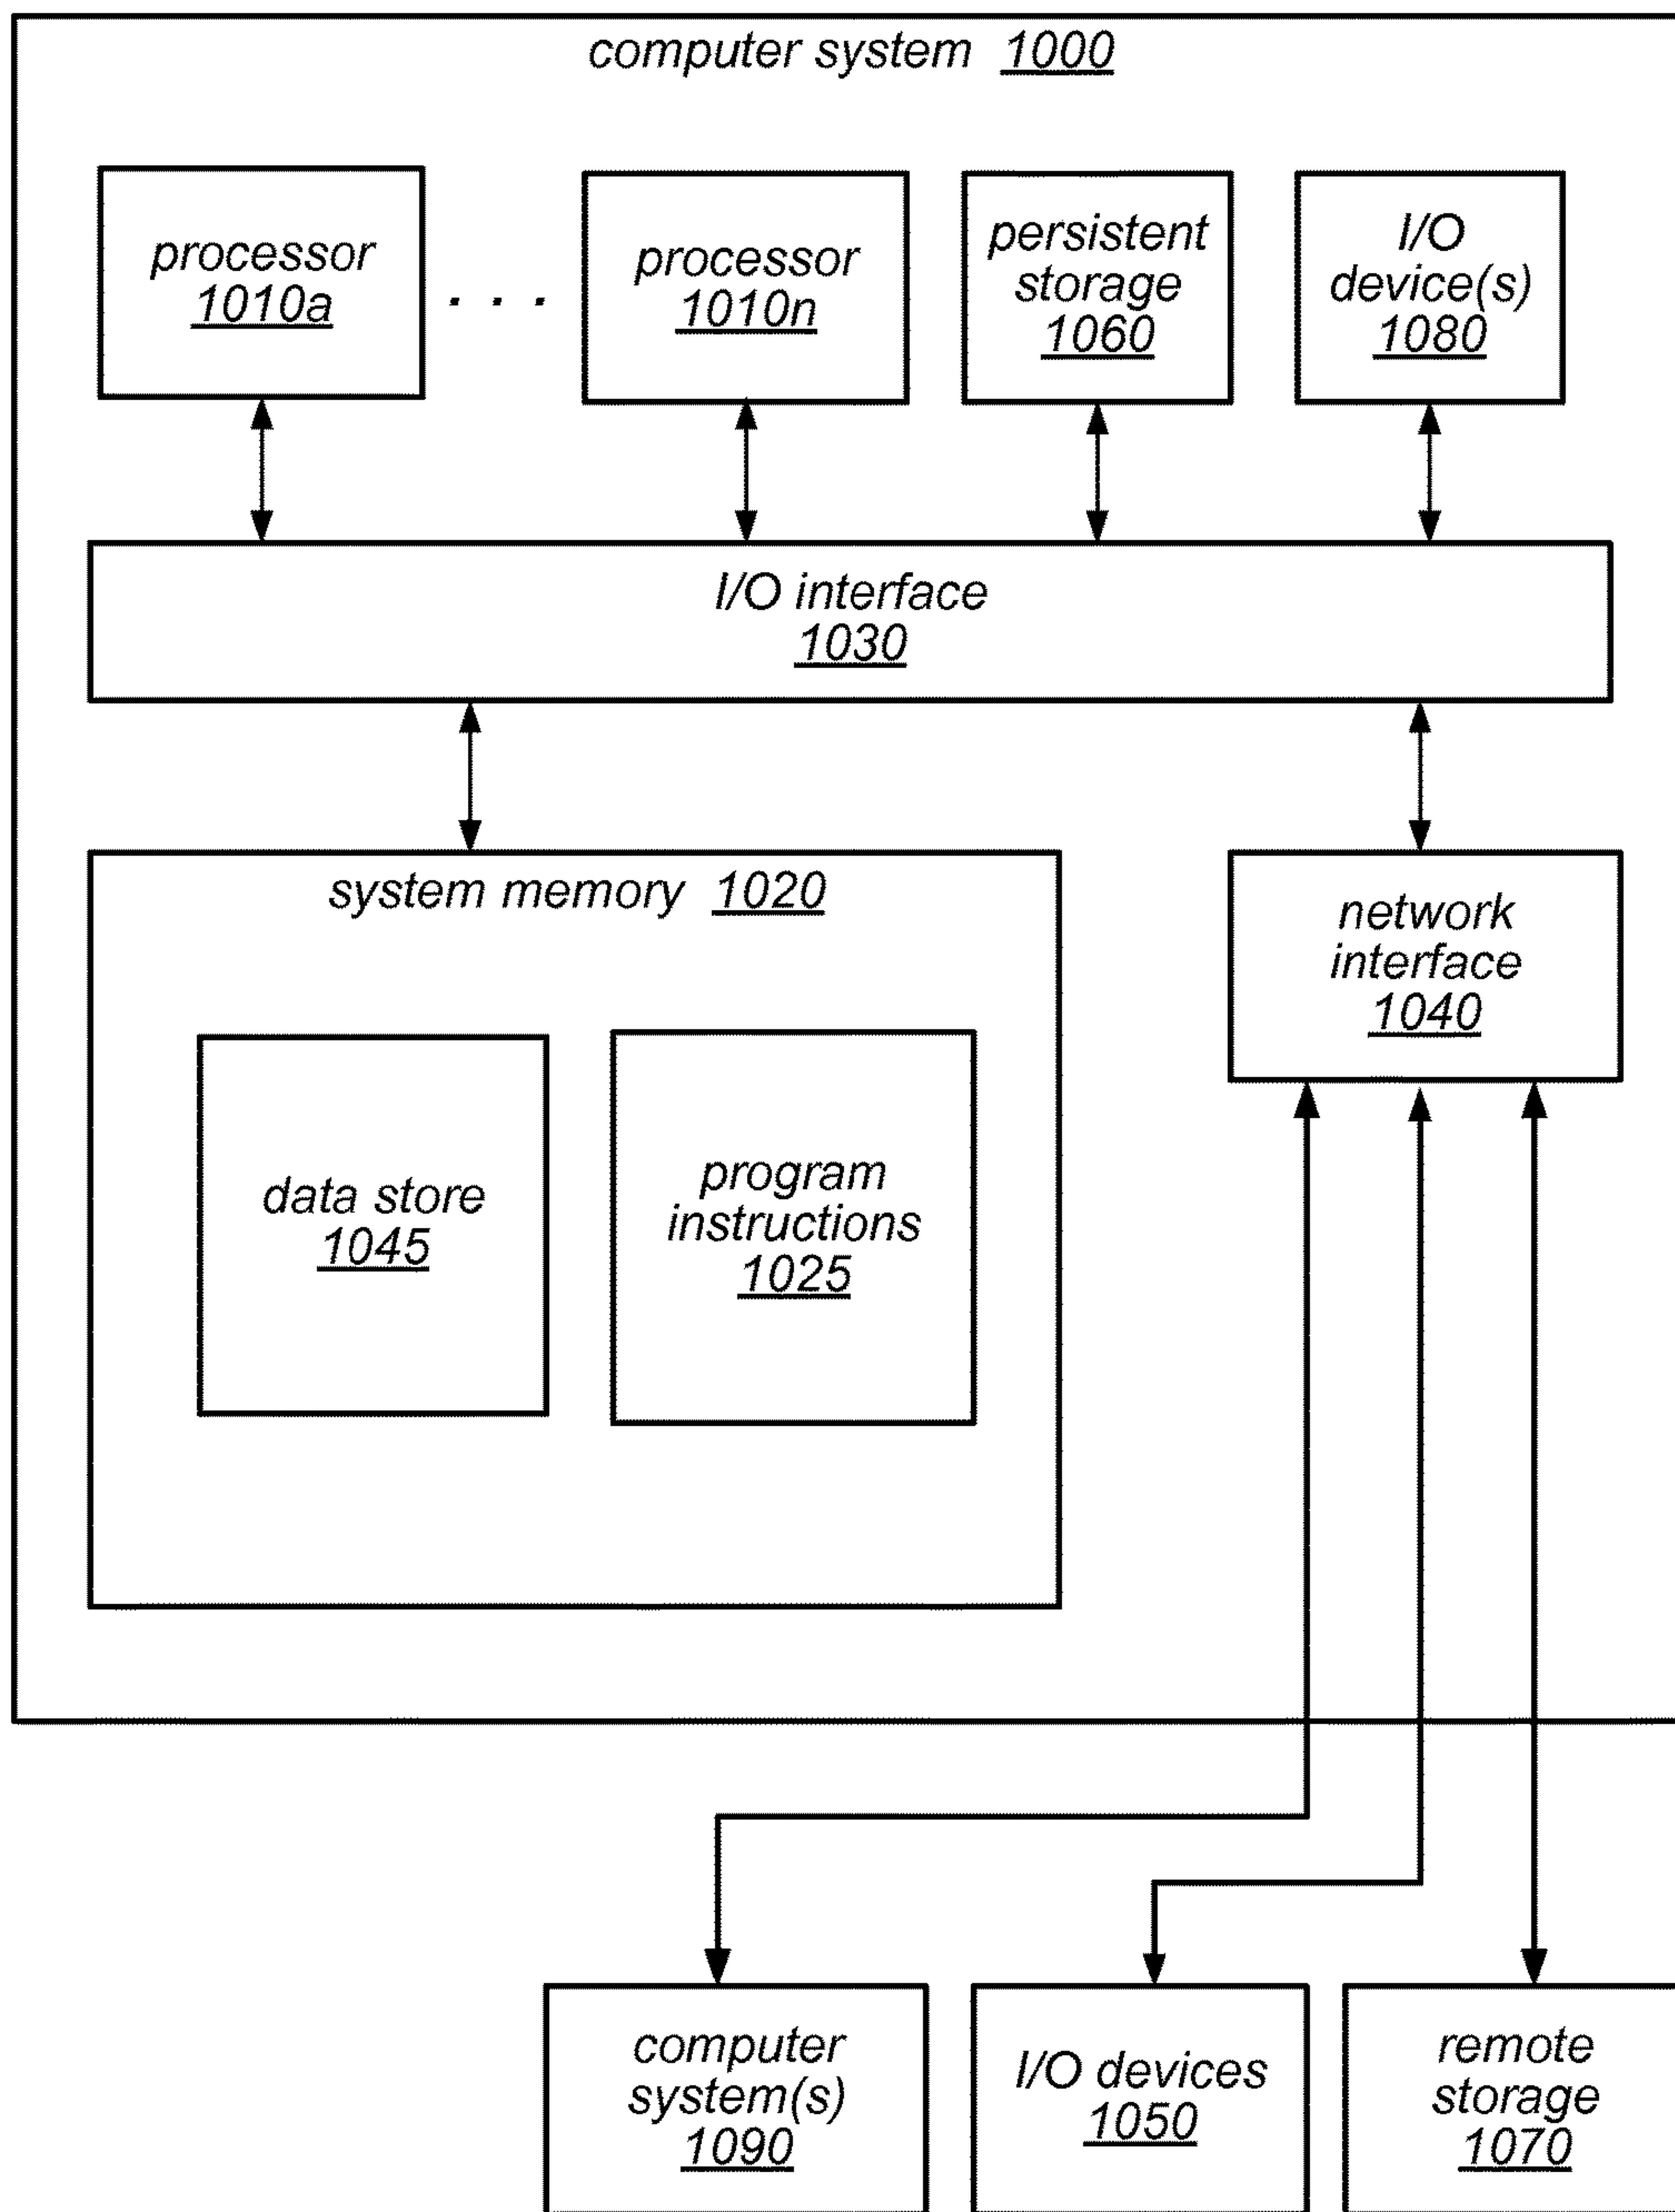 computer system 1000
processor
1010a
. . .
processor
1010n
persistent
storage
1060
I/O
device(s)
1080
I/O interface
1030
system memory 1020
data store
1045
program
instructions
1025
network
interface
1040
computer
system(s)
1090
I/O devices
1050
remote
storage
1070